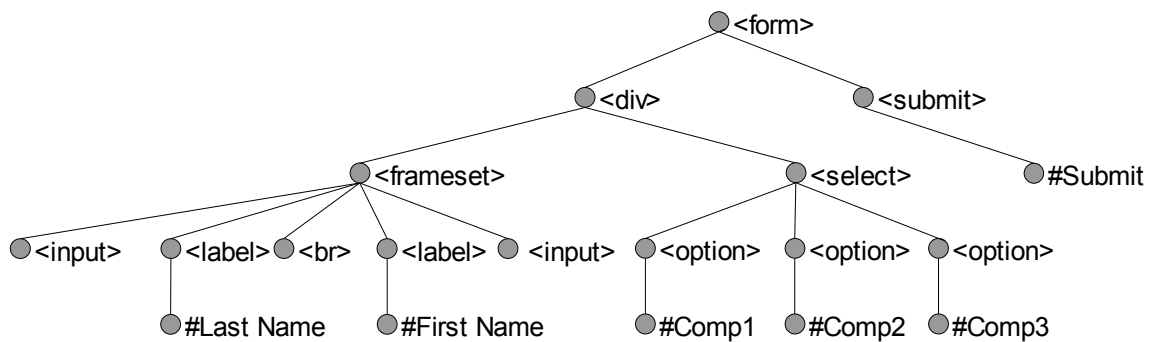 <form>
<div> <submit>
<frameset> <select> #Submit
<input> <label> <br> <label> <input> <option> <option> <option>
#Last Name #First Name #Comp1 #Comp2 #Comp3